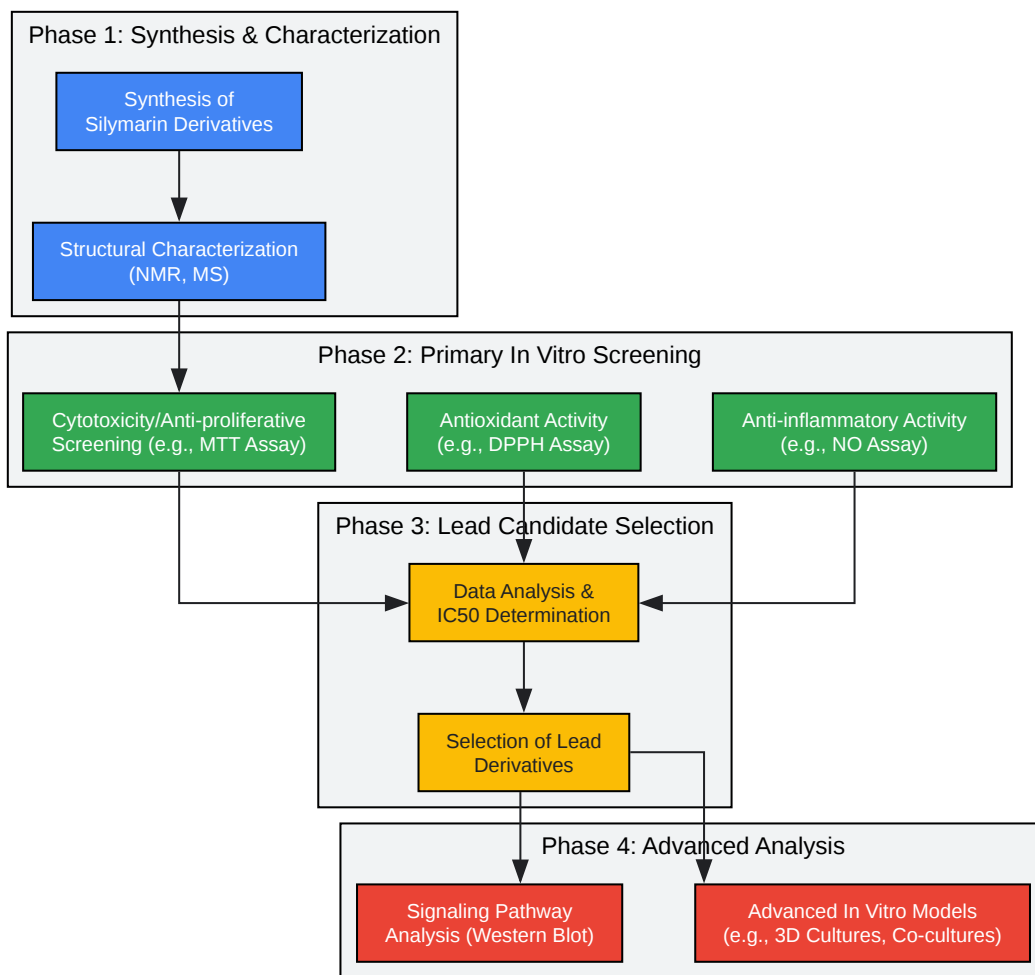 Phase 1: Synthesis & Characterization
Synthesis of
Silymarin Derivatives
Structural Characterization
(NMR, MS)
Phase 2: Primary In Vitro Screening
Cytotoxicity/Anti-proliferative
Screening (e.g., MTT Assay)
Antioxidant Activity
(e.g., DPPH Assay)
Anti-inflammatory Activity
(e.g., NO Assay)
Phase 3: Lead Candidate Selection
Data Analysis &
IC50 Determination
Selection of Lead
Derivatives
Phase 4: Advanced Analysis
Signaling Pathway
Analysis (Western Blot)
Advanced In Vitro Models
(e.g., 3D Cultures, Co-cultures)